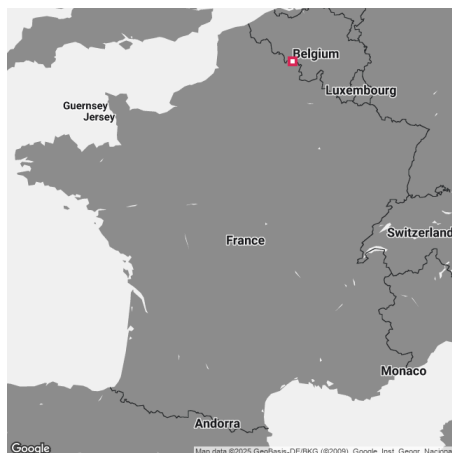 Belgium
Luxembourg
Guernsey
Jersey
Switzerland
France
Monaco
Andorra
Google
Map data ©2025 GeoBasis-DE/BKG (©2009), Google, Inst. Geogr. Naciona